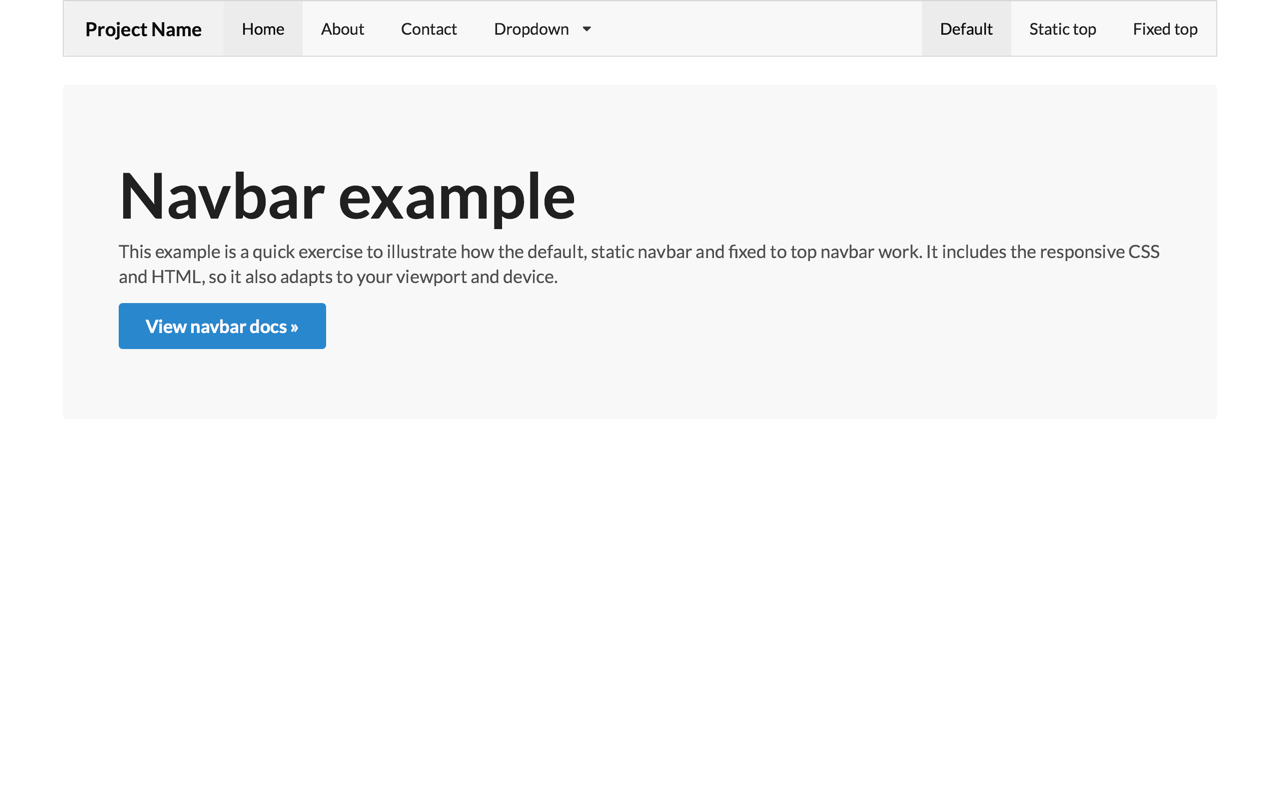 Project Name Home About Contact Dropdown Default Static top Fixed top
Navbar example
This example is a quick exercise to illustrate how the default, static navbar and fixed to top navbar work. It includes the responsive CSS
and HTML, so it also adapts to your viewport and device.
View navbar docs »